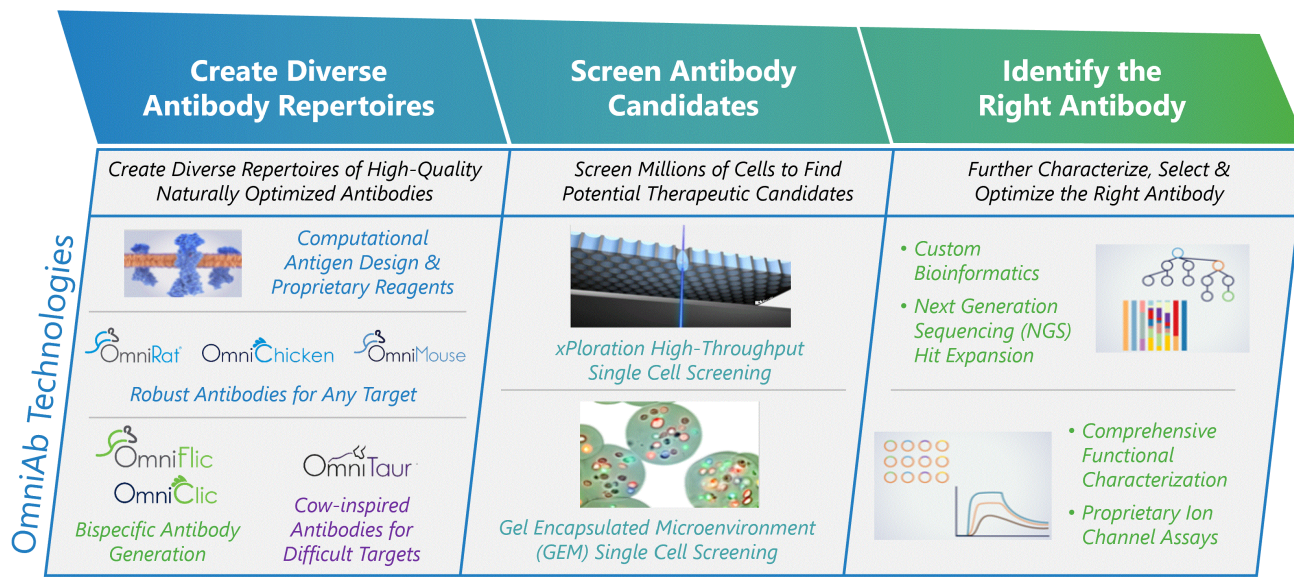 Create Diverse
Antibody Repertoires
Screen Antibody
Candidates
Identify the
Right Antibody
Create Diverse Repertoires of High-Quality
Naturally Optimized Antibodies
Screen Millions of Cells to Find
Potential Therapeutic Candidates
Further Characterize, Select &
Optimize the Right Antibody
OmniAb Technologies
Computational
Antigen Design &
Proprietary Reagents
OmniRat®
OmniChicken
OmniMouse
Robust Antibodies for Any Target
OmniFlic
OmniClic
Bispecific Antibody
Generation
OmniTaur
Cow-inspired
Antibodies for
Difficult Targets
xPloration High-Throughput
Single Cell Screening
Gel Encapsulated Microenvironment
(GEM) Single Cell Screening
• Custom
Bioinformatics
• Next Generation
Sequencing (NGS)
Hit Expansion
• Comprehensive
Functional
Characterization
• Proprietary Ion
Channel Assays